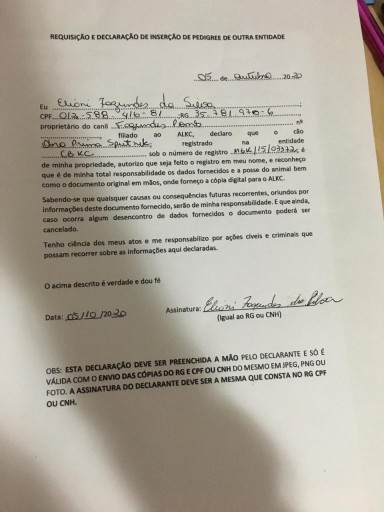 REQUISIÇÃO E DECLARAÇÃO DE INSERÇÃO DE PEDIGREE DE OUTRA ENTIDADE
05 de outubro 2020
Eu Elioni Fagundes da Silva
CPF 012.588 416-81 RG 35.781 970-6
proprietário do canil Fagundes nº
filiado ao ALKC, declaro que o cão
Sputnik registrado na entidade
CBKC sob o número de registro é
de minha propriedade, autorizo que seja feito o registro em meu nome, e reconheço
que é de minha total responsabilidade os dados fornecidos e a posse do animal bem
como o documento original em mãos, onde forneço a cópia digital para o ALKC.
Sabendo-se que quaisquer causas ou consequências futuras recorrentes, oriundos por
informações deste documento fornecido, serão de minha responsabilidade. E que ainda,
caso ocorra algum desencontro de dados fornecidos o documento poderá ser
cancelado.
Tenho ciência dos meus atos e me responsabilizo por ações cíveis e criminais que
possam recorrer sobre as informações aqui declaradas.
O acima descrito é verdade e dou fé
Data: 05/10/2020 Assinatura: Elioni Fagundes da Silva
(Igual ao RG ou CNH)
OBS: ESTA DECLARAÇÃO DEVE SER PREENCHIDA A MÃO PELO DECLARANTE E SÓ É
VÁLIDA COM O ENVIO DAS CÓPIAS DO RG E CPF OU CNH DO MESMO EM JPEG, PNG OU
FOTO. A ASSINATURA DO DECLARANTE DEVE SER A MESMA QUE CONSTA NO RG CPF
OU CNH.